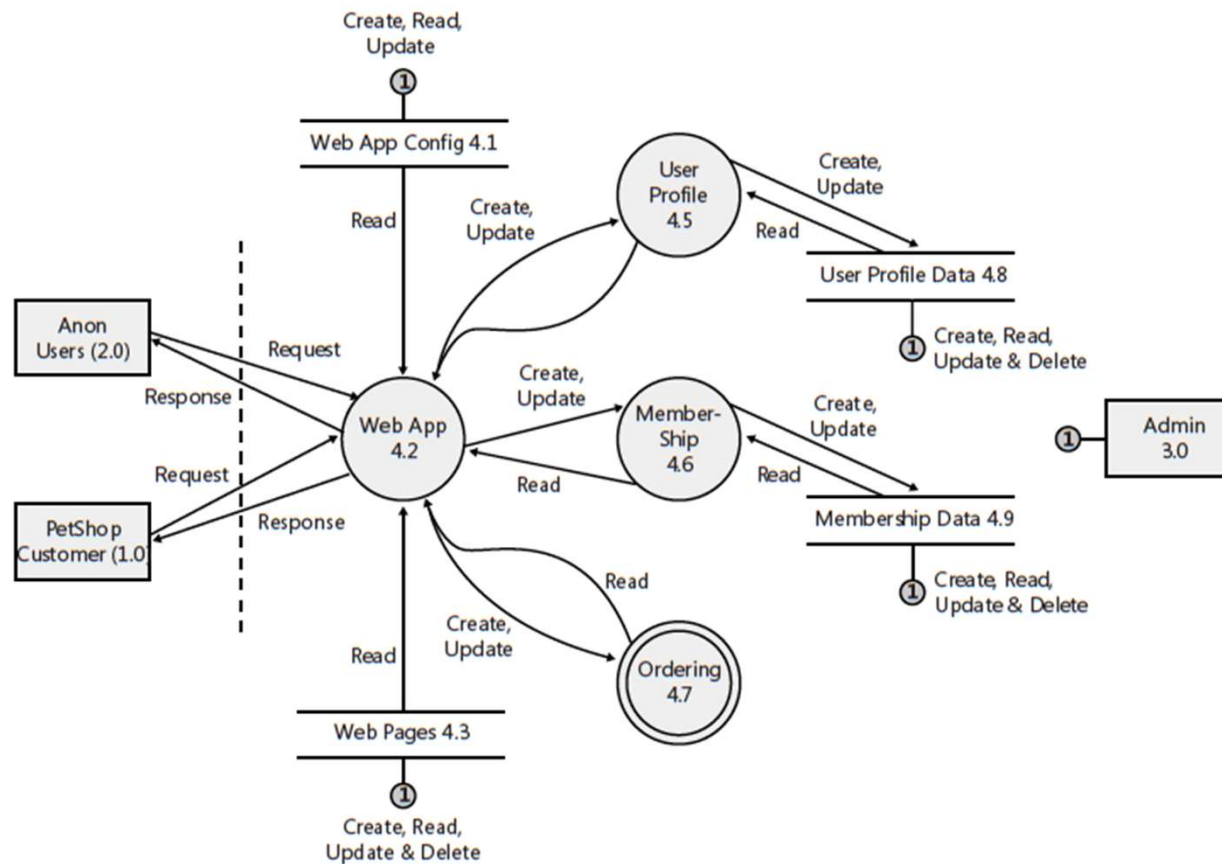 Create, Read,
Update
1
Web App Config 4.1
Read
Create,
Update
User
Profile
4.5
Create,
Update
Read
User Profile Data 4.8
1
Create, Read,
Update & Delete
Anon
Users (2.0)
Request
Response
Web App
4.2
Create,
Update
Read
Member-
Ship
4.6
Create,
Update
Read
Membership Data 4.9
1
Create, Read,
Update & Delete
1
Admin
3.0
Request
Response
PetShop
Customer (1.0)
Read
Create,
Update
Read
Ordering
4.7
Web Pages 4.3
1
Create, Read,
Update & Delete